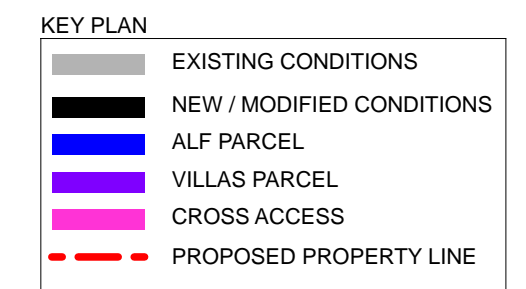 KEY PLAN
EXISTING CONDITIONS
NEW / MODIFIED CONDITIONS
ALF PARCEL
VILLAS PARCEL
CROSS ACCESS
PROPOSED PROPERTY LINE